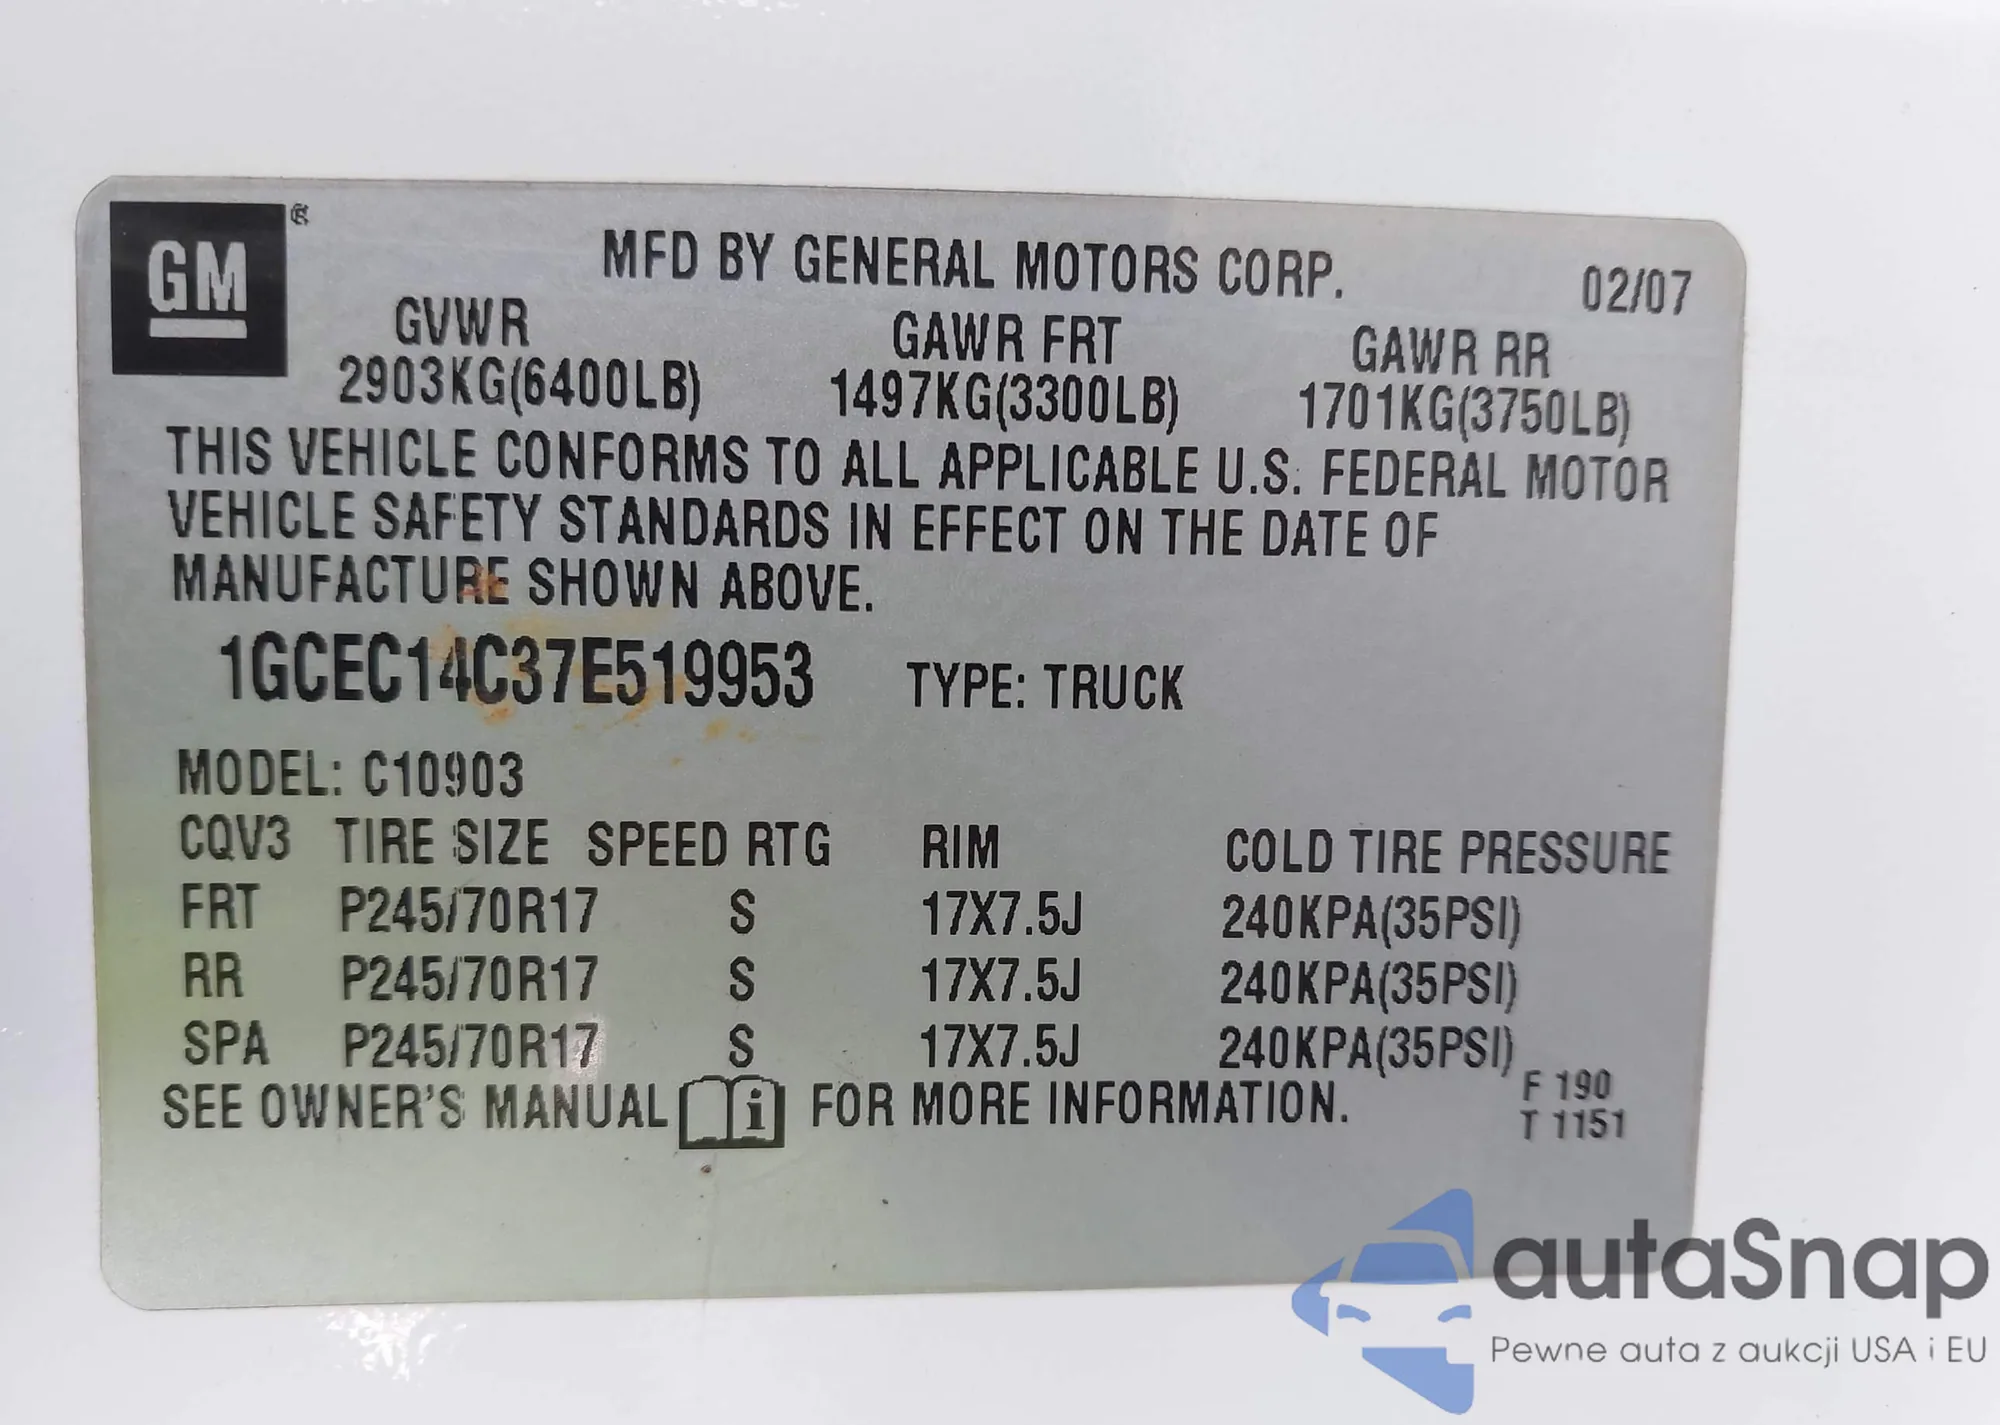 GM®
MFD BY GENERAL MOTORS CORP. 02/07
GVWR GAWR FRT GAWR RR
2903KG(6400LB) 1497KG(3300LB) 1701KG(3750LB)
THIS VEHICLE CONFORMS TO ALL APPLICABLE U.S. FEDERAL MOTOR
VEHICLE SAFETY STANDARDS IN EFFECT ON THE DATE OF
MANUFACTURE SHOWN ABOVE.
1GCEC14C37E519953 TYPE: TRUCK
MODEL: C10903
CQV3 TIRE SIZE SPEED RTG RIM COLD TIRE PRESSURE
FRT P245/70R17 S 17X7.5J 240KPA(35PSI)
RR P245/70R17 S 17X7.5J 240KPA(35PSI)
SPA P245/70R17 S 17X7.5J 240KPA(35PSI)
SEE OWNER'S MANUAL i FOR MORE INFORMATION.
F 190
T 1151
autaSnap
Pewne auta z aukcji USA i EU